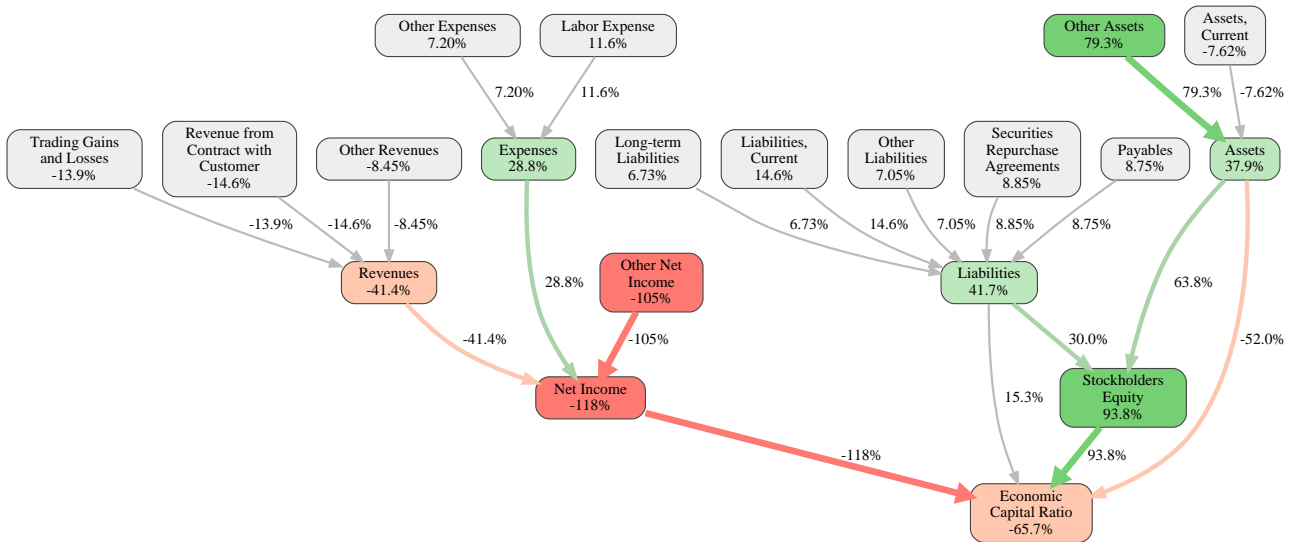 Other Expenses
7.20%
Labor Expense
11.6%
Other Assets
79.3%
Assets,
Current
-7.62%
7.20%
11.6%
79.3%
-7.62%
Trading Gains
and Losses
-13.9%
Revenue from
Contract with
Customer
-14.6%
Other Revenues
-8.45%
Expenses
28.8%
Long-term
Liabilities
6.73%
Liabilities,
Current
14.6%
Other
Liabilities
7.05%
Securities
Repurchase
Agreements
8.85%
Payables
8.75%
Assets
37.9%
-13.9%
-14.6%
-8.45%
6.73%
14.6%
7.05%
8.85%
8.75%
Revenues
-41.4%
28.8%
Other Net
Income
-105%
Liabilities
41.7%
63.8%
-41.4%
-105%
30.0%
-52.0%
Net Income
-118%
15.3%
Stockholders
Equity
93.8%
-118%
93.8%
Economic
Capital Ratio
-65.7%